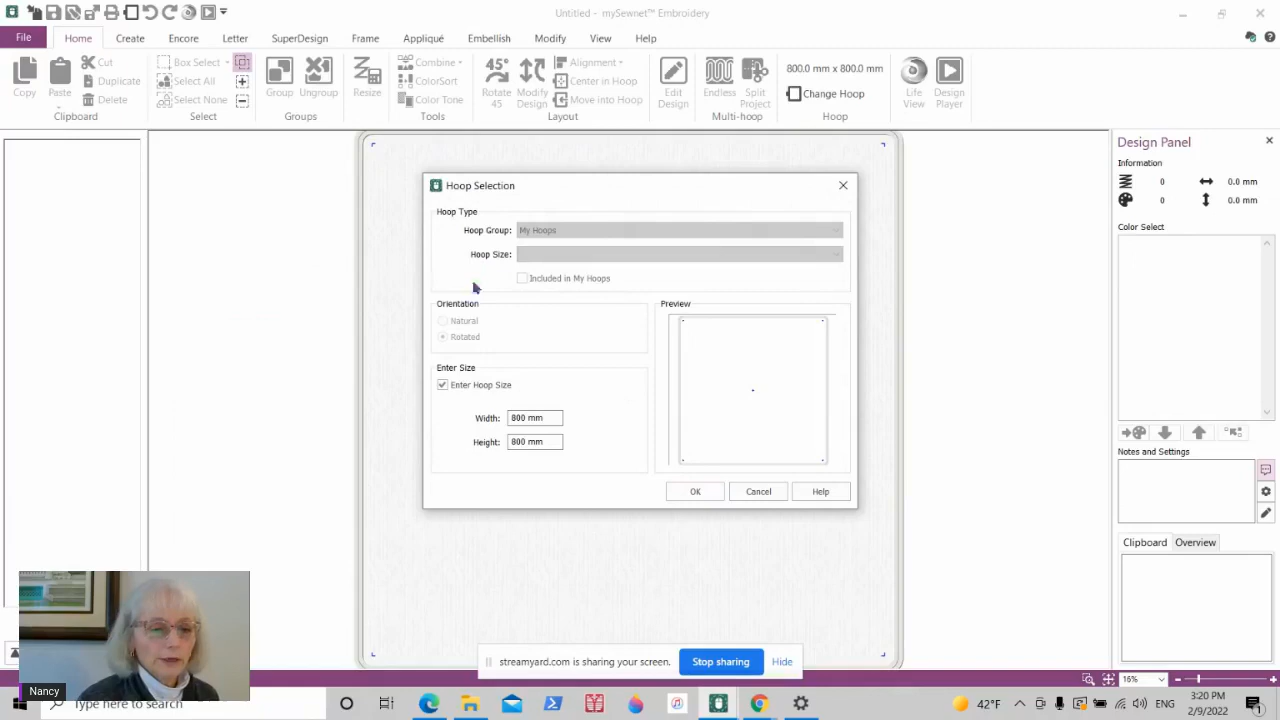 Untitled - mySewnet™ Embroidery
File Home Create Encore Letter SuperDesign Frame Appliqué Embellish Modify View Help
Copy
Paste
Cut
Duplicate
Delete
Clipboard
Box Select
Select All
Select None
Select
Group
Ungroup
Groups
Resize
Combine
ColorSort
Color Tone
Tools
Rotate 45
Modify Design
Alignment
Center in Hoop
Move into Hoop
Layout
Edit Design
Endless
Split Project
Multi-hoop
800.0 mm x 800.0 mm
Change Hoop
Hoop
Life View
Design Player
Hoop Selection
Hoop Type
Hoop Group: My Hoops
Hoop Size:
Included in My Hoops
Orientation
Natural
Rotated
Enter Size
Enter Hoop Size
Width: 800 mm
Height: 800 mm
Preview
OK Cancel Help
Design Panel
Information
0 0.0 mm
0 0.0 mm
Color Select
Notes and Settings
Clipboard Overview
streamyard.com is sharing your screen. Stop sharing Hide
16%
Nancy
Type here to search
42°F ENG
3:20 PM
2/9/2022
1